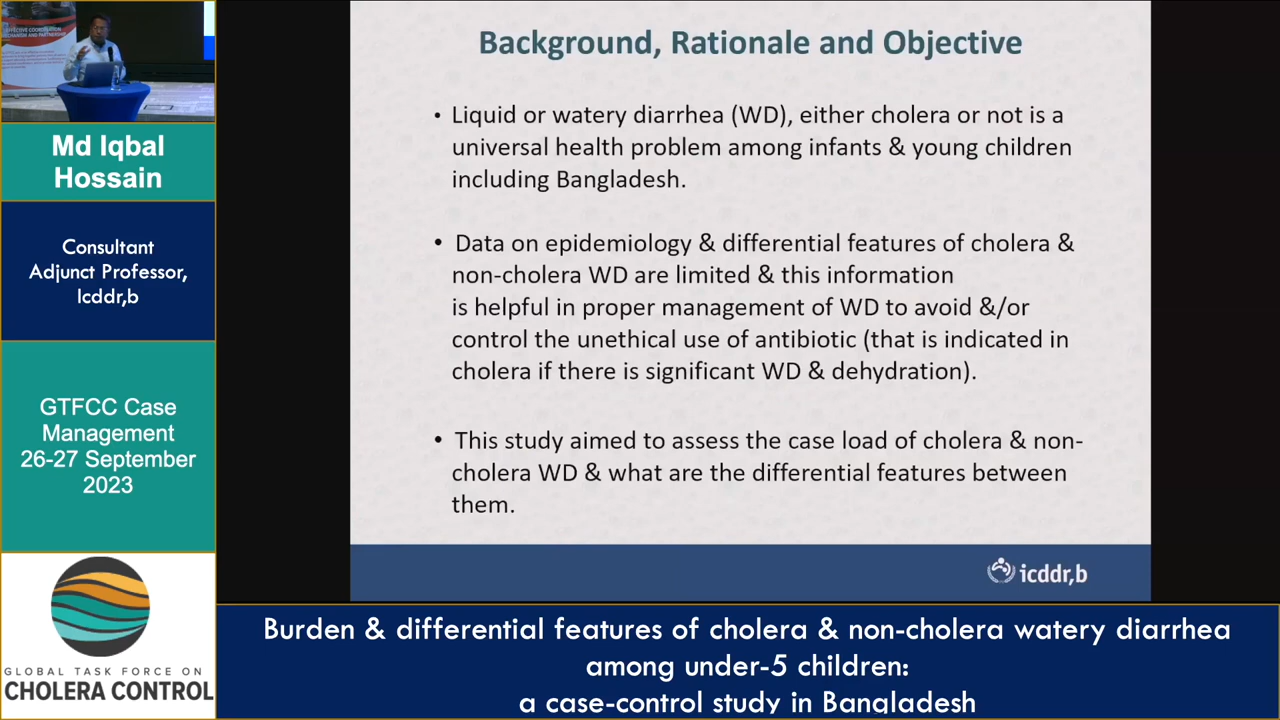 EFFECTIVE COORDINATION
MECHANISM AND PARTNERSHIP
Md Iqbal
Hossain
Consultant
Adjunct Professor,
Icddr,b
GTFCC Case
Management
26-27 September
2023
GLOBAL TASK FORCE ON
CHOLERA CONTROL
Background, Rationale and Objective
• Liquid or watery diarrhea (WD), either cholera or not is a
universal health problem among infants & young children
including Bangladesh.
• Data on epidemiology & differential features of cholera &
non-cholera WD are limited & this information
is helpful in proper management of WD to avoid &/or
control the unethical use of antibiotic (that is indicated in
cholera if there is significant WD & dehydration).
• This study aimed to assess the case load of cholera & non-
cholera WD & what are the differential features between
them.
icddr,b
Burden & differential features of cholera & non-cholera watery diarrhea
among under-5 children:
a case-control study in Bangladesh